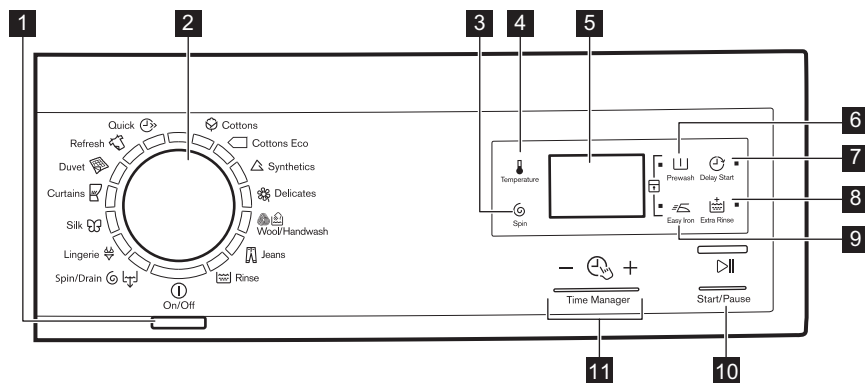 1
2
3
4
5
6
7
8
9
10
11
Quick
Cottons
Refresh
Cottons Eco
Duvet
Synthetics
Curtains
Delicates
Silk
Wool/Handwash
Lingerie
Jeans
Spin/Drain
Rinse
On/Off
Temperature
Spin
Prewash
Delay Start
Easy Iron
Extra Rinse
Time Manager
Start/Pause